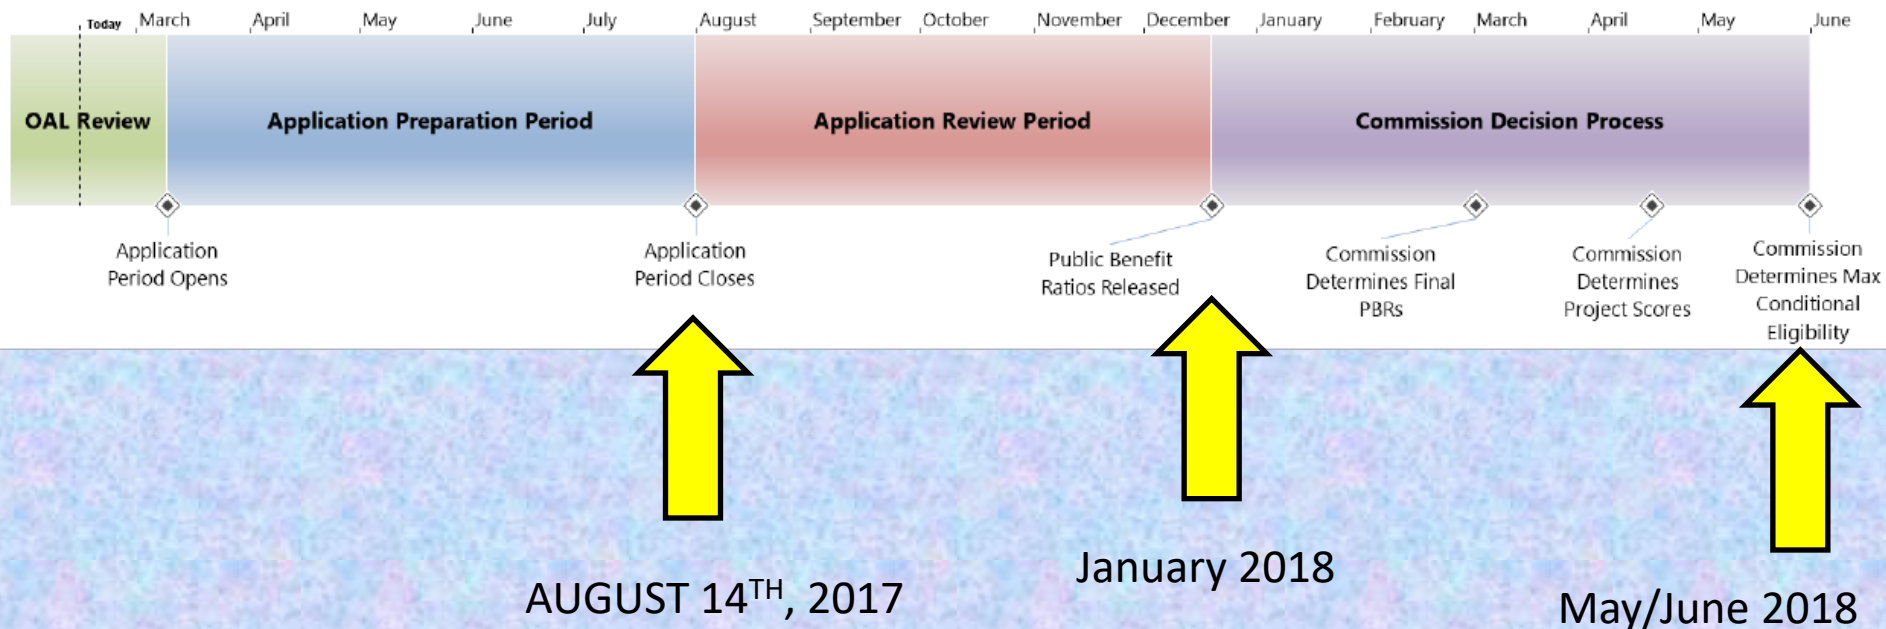 Today March April May June July August September October November December January February March April May June
OAL Review Application Preparation Period Application Review Period Commission Decision Process
Application
Period Opens
Application
Period Closes
Public Benefit
Ratios Released
Commission
Determines Final
PBRs
Commission
Determines
Project Scores
Commission
Determines Max
Conditional
Eligibility
AUGUST 14TH, 2017
January 2018
May/June 2018